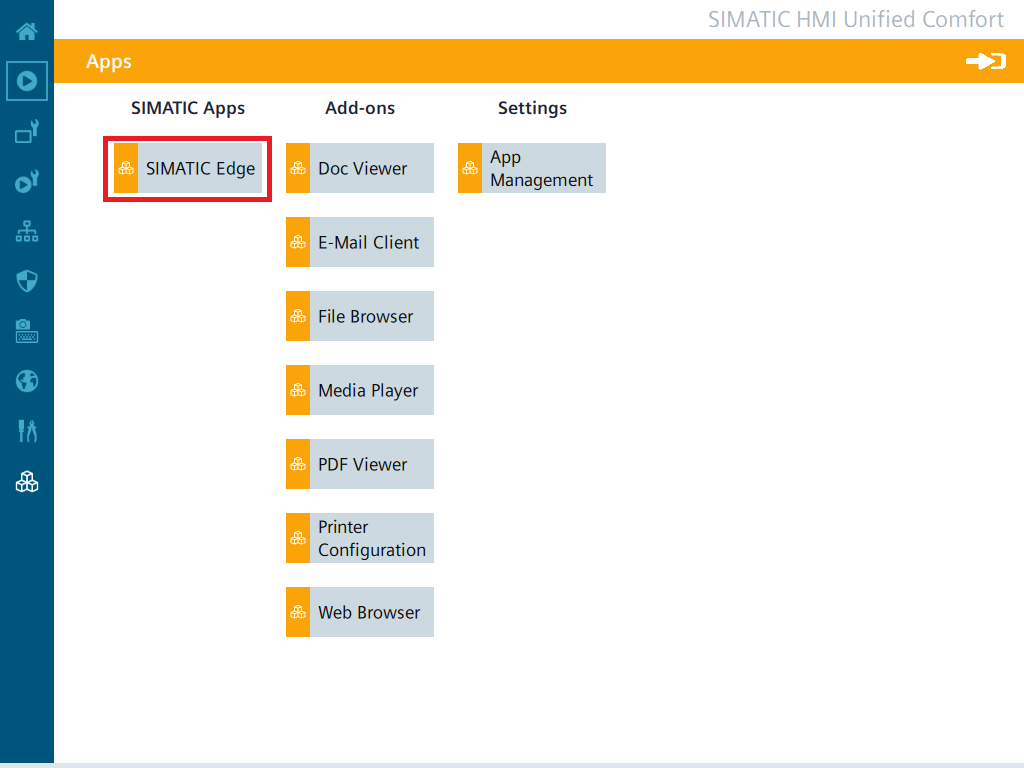 SIMATIC HMI Unified Comfort
Apps
SIMATIC Apps
Add-ons
Settings
SIMATIC Edge
Doc Viewer
App
Management
E-Mail Client
File Browser
Media Player
PDF Viewer
Printer
Configuration
Web Browser